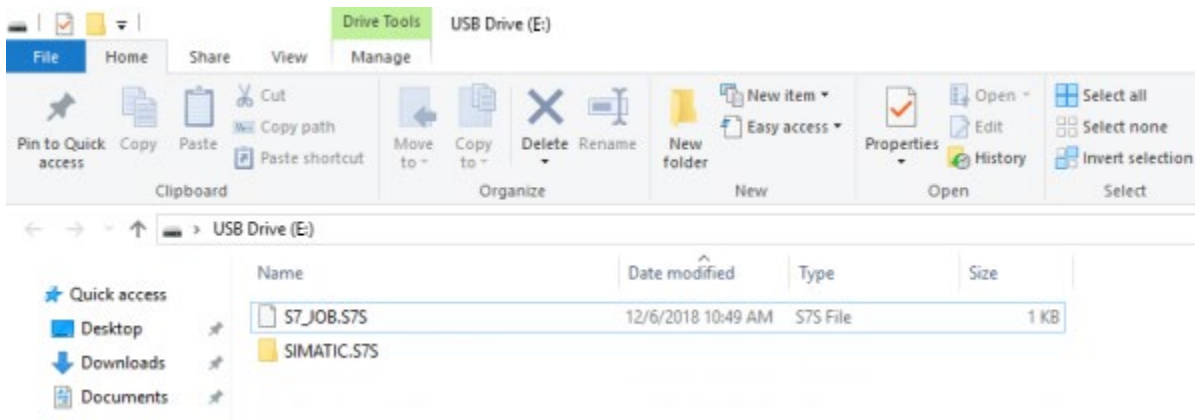 Drive Tools USB Drive (E:)
File Home Share View Manage
Pin to Quick access
Copy
Paste
Cut
Copy path
Paste shortcut
Clipboard
Move to
Copy to
Delete
Rename
Organize
New folder
New item
Easy access
New
Properties
Open
Edit
History
Open
Select all
Select none
Invert selection
Select
USB Drive (E:)
Quick access
Desktop
Downloads
Documents
Name Date modified Type Size
S7_JOB.S7S 12/6/2018 10:49 AM S7S File 1 KB
SIMATIC.S7S